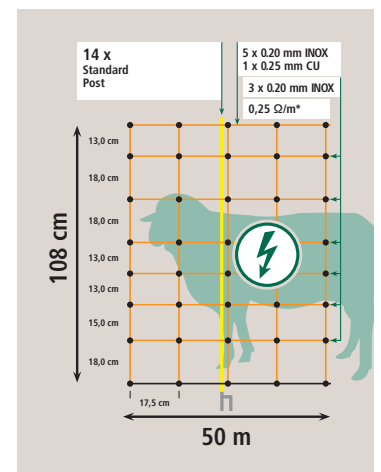 14 x
Standard
Post
5 x 0.20 mm INOX
1 x 0.25 mm CU
3 x 0.20 mm INOX
0,25 Ω/m*
13,0 cm
18,0 cm
18,0 cm
13,0 cm
13,0 cm
15,0 cm
18,0 cm
108 cm
17,5 cm
50 m